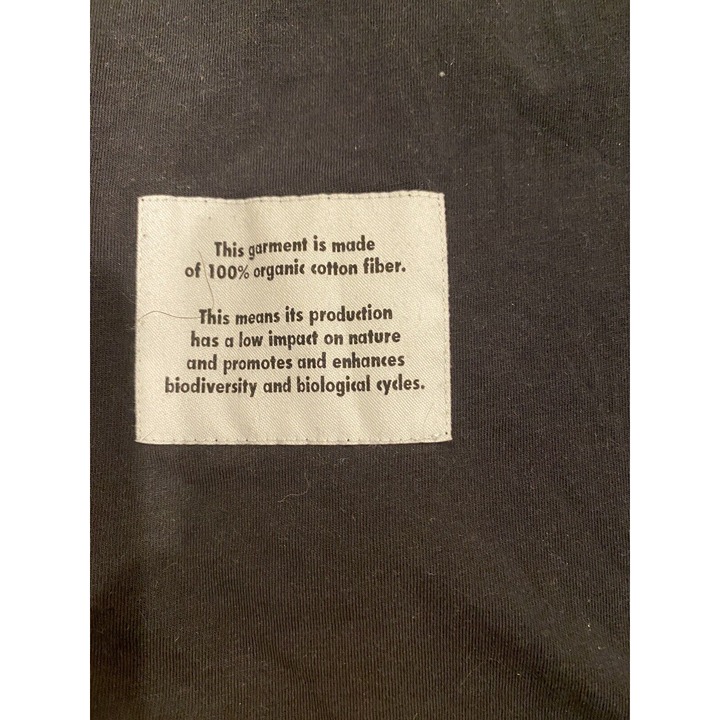 This garment is made
of 100% organic cotton fiber.
This means its production
has a low impact on nature
and promotes and enhances
biodiversity and biological cycles.